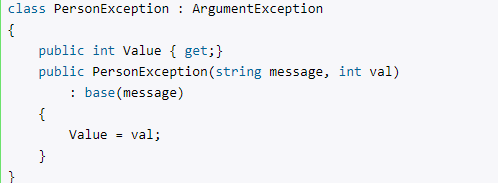 class PersonException : ArgumentException
{
    public int Value { get;}
    public PersonException(string message, int val)
        : base(message)
    {
        Value = val;
    }
}